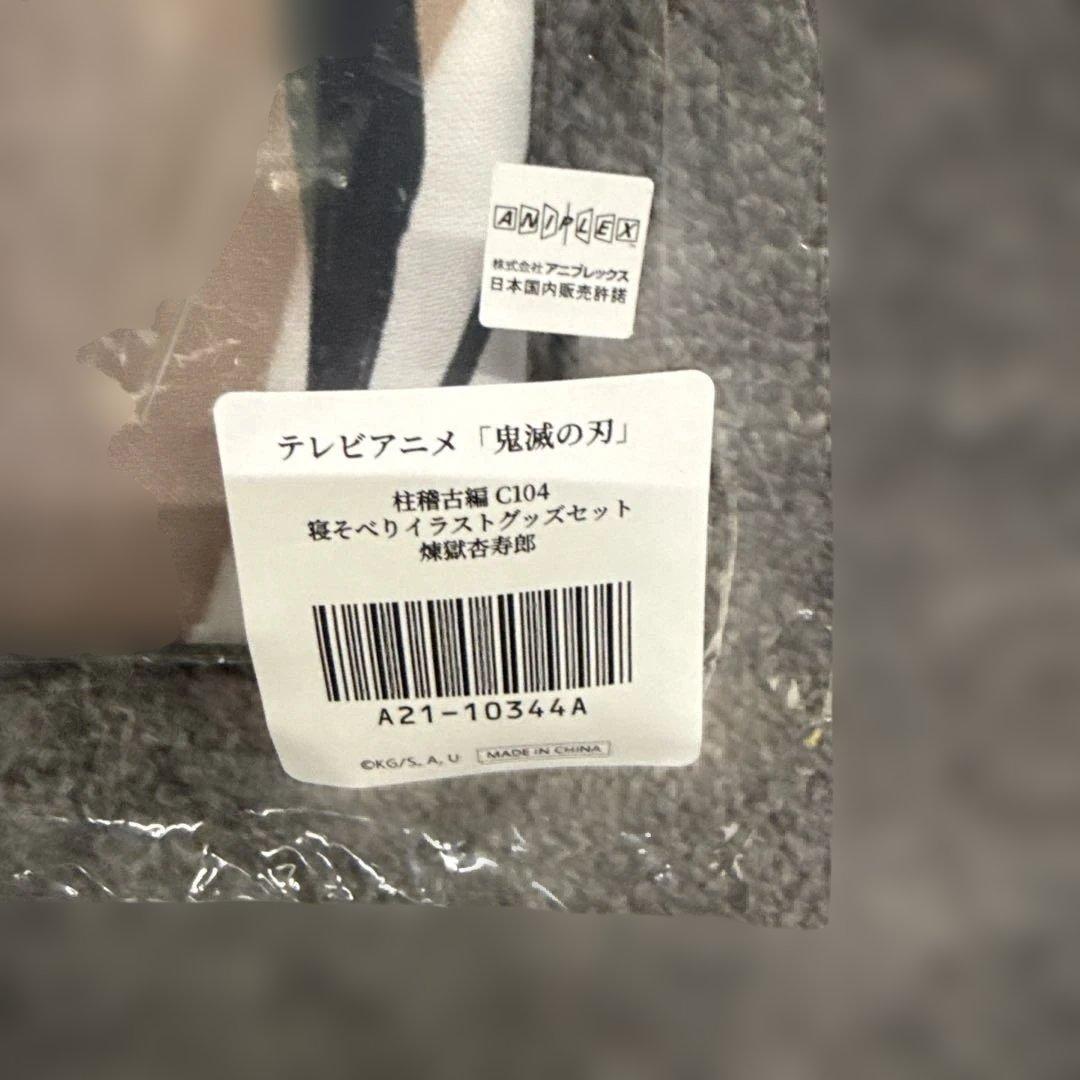 ANIPLEX
株式会社アニプレックス
日本国内販売許諾
テレビアニメ「鬼滅の刃」
柱稽古編 C104
寝そべりイラストグッズセット
煉獄杏寿郎
A21-10344A
©KG/S, A, U MADE IN CHINA